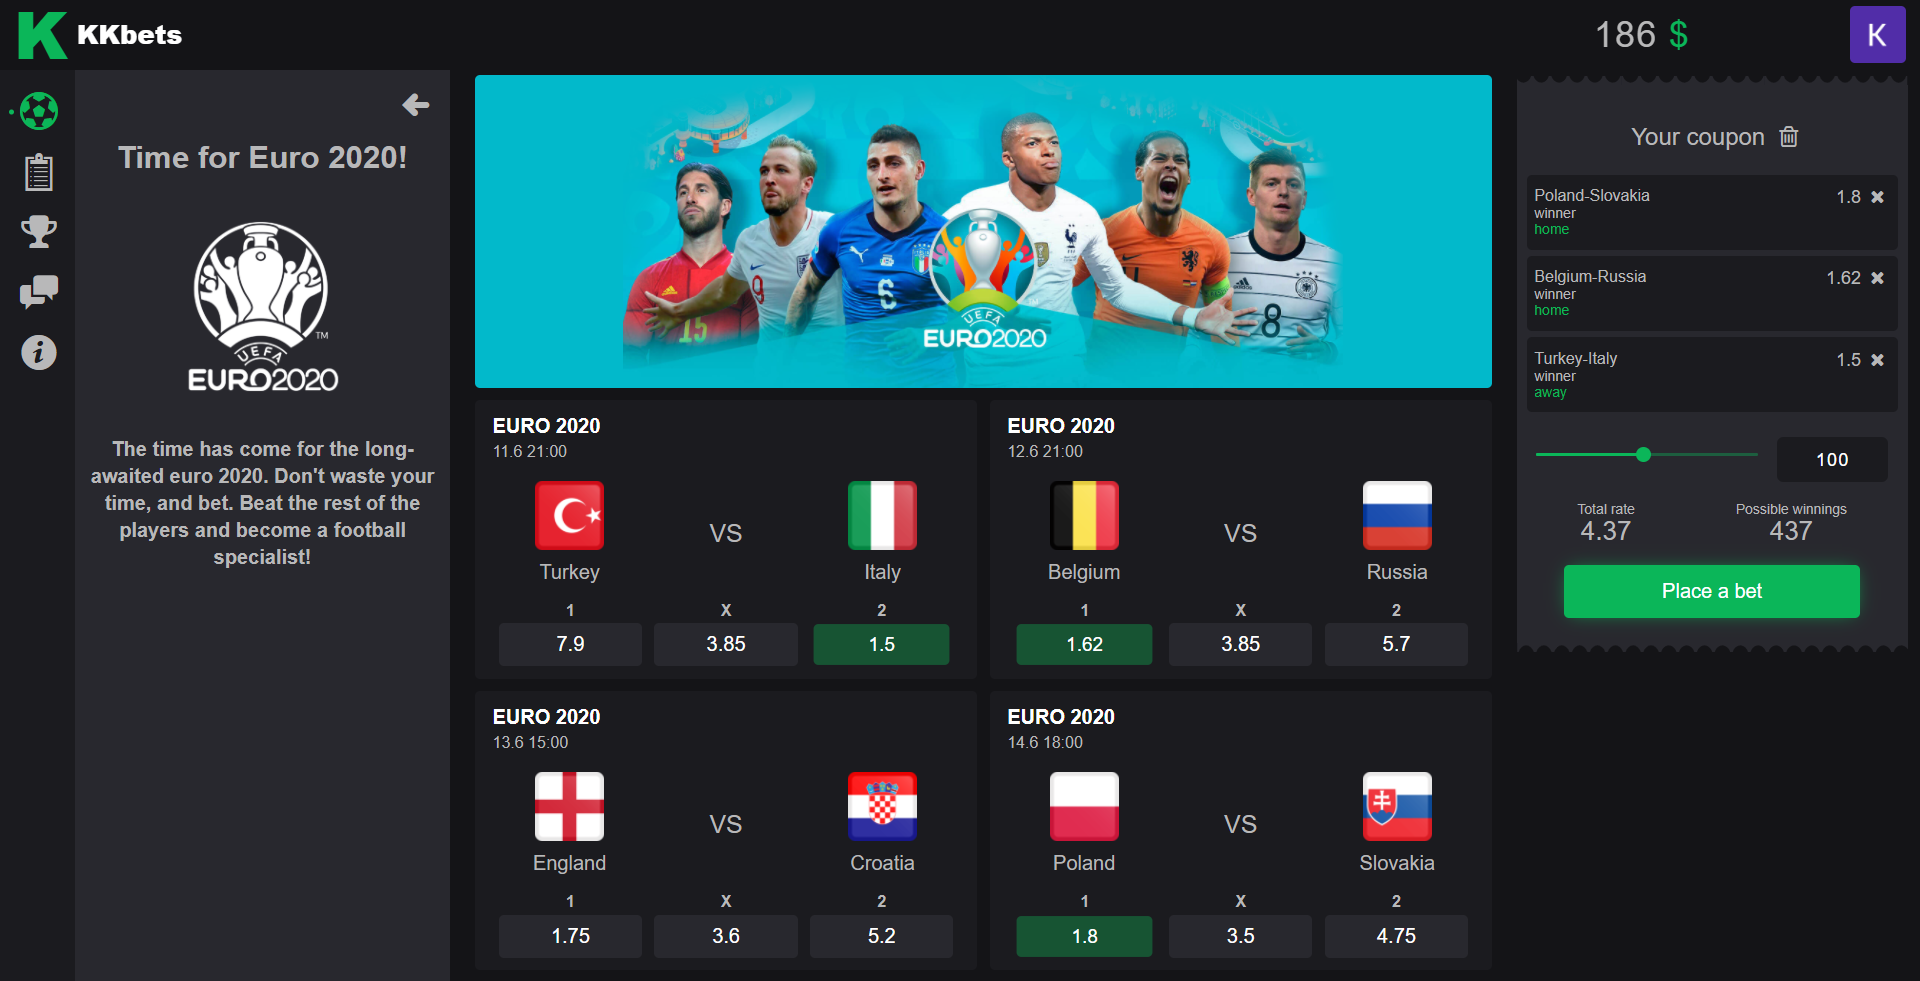 K KKbets
186 $
K
Time for Euro 2020!
TM
UEFA
EURO2020
The time has come for the long-
awaited euro 2020. Don't waste your
time, and bet. Beat the rest of the
players and become a football
specialist!
15
9
6
8
UEFA
EURO2020
EURO 2020
11.6 21:00
VS
Turkey
Italy
1 X 2
7.9 3.85 1.5
EURO 2020
12.6 21:00
VS
Belgium
Russia
1 X 2
1.62 3.85 5.7
EURO 2020
13.6 15:00
VS
England
Croatia
1 X 2
1.75 3.6 5.2
EURO 2020
14.6 18:00
VS
Poland
Slovakia
1 X 2
1.8 3.5 4.75
Your coupon
Poland-Slovakia 1.8
winner
home
Belgium-Russia 1.62
winner
home
Turkey-Italy 1.5
winner
away
100
Total rate
4.37
Possible winnings
437
Place a bet